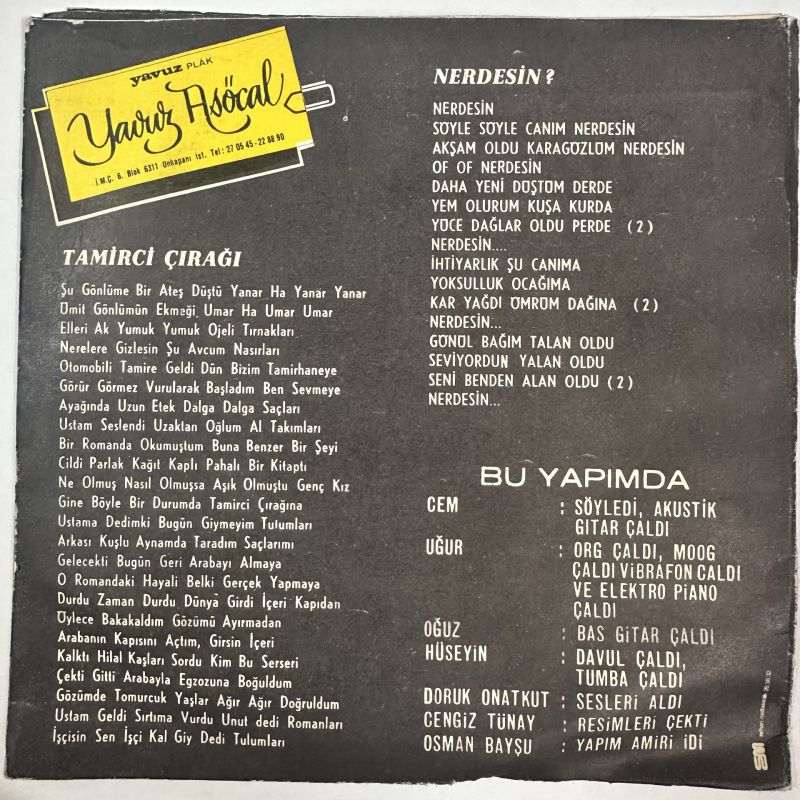 yavuz PLÂK
Yavuz Asöcal
İ.M.Ç. 6. Blok 6311 Unkapanı İst. Tel: 27 05 45 - 22 88 90
TAMİRCİ ÇIRAĞI
Şu Gönlüme Bir Ateş Düştü Yanar Ha Yanar Yanar
Ümit Gönlümün Ekmeği Umar Ha Umar Umar
Elleri Ak Yumuk Yumuk Ojeli Tırnakları
Nerelere Gizlesin Şu Avcum Nasırları
Otomobili Tamire Geldi Dün Bizim Tamirhaneye
Görür Görmez Vurularak Başladım Ben Sevmeye
Ayağında Uzun Etek Dalga Dalga Saçları
Ustam Seslendi Uzaktan Oğlum Al Takımları
Bir Romanda Okumuştum Buna Benzer Bir Şeyi
Cildi Parlak Kağıt Kaplı Pahalı Bir Kitaptı
Ne Olmuş Nasıl Olmuşsa Aşık Olmuştu Genç Kız
Gine Böyle Bir Durumda Tamirci Çırağına
Ustama Dedimki Bugün Giymeyim Tulumları
Arkası Kuşlu Aynamda Taradım Saçlarımı
Gelecekti Bugün Geri Arabayı Almaya
O Romandaki Hayali Belki Gerçek Yapmaya
Durdu Zaman Durdu Dünya Girdi İçeri Kapıdan
Öylece Bakakaldım Gözümü Ayırmadan
Arabanın Kapısını Açtım, Girsin İçeri
Kalktı Hilal Kaşları Sordu Kim Bu Serseri
Çekti Gitti Arabayla Egzozuna Boğuldum
Gözümde Tomurcuk Yaşlar Ağır Ağır Doğruldum
Ustam Geldi Sırtıma Vurdu Unut dedi Romanları
İşçisin Sen İşçi Kal Giy Dedi Tulumları
NERDESİN?
NERDESİN
SÖYLE SÖYLE CANIM NERDESİN
AKŞAM OLDU KARAGÖZLÜM NERDESİN
OF OF NERDESİN
DAHA YENİ DÜŞTÜM DERDE
YEM OLURUM KUŞA KURDA
YÜCE DAĞLAR OLDU PERDE (2)
NERDESİN....
İHTİYARLIK ŞU CANIMA
YOKSULLUK OCAĞIMA
KAR YAĞDI ÖMRÜM DAĞINA (2)
NERDESİN...
GÖNÜL BAĞIM TALAN OLDU
SEVİYORDUN YALAN OLDU
SENİ BENDEN ALAN OLDU (2)
NERDESİN...
BU YAPIMDA
CEM : SÖYLEDİ, AKUSTİK
GITAR ÇALDI
UĞUR : ORG ÇALDI, MOOG
ÇALDI VİBRAFON CALDI
VE ELEKTRO PİANO
ÇALDI
OĞUZ : BAS GİTAR ÇALDI
HÜSEYİN : DAVUL ÇALDI,
TUMBA ÇALDI
DORUK ONATKUT : SESLERİ ALDI
CENGİZ TÜNAY : RESİMLERİ ÇEKTİ
OSMAN BAYŞU : YAPIM AMİRİ İDİ